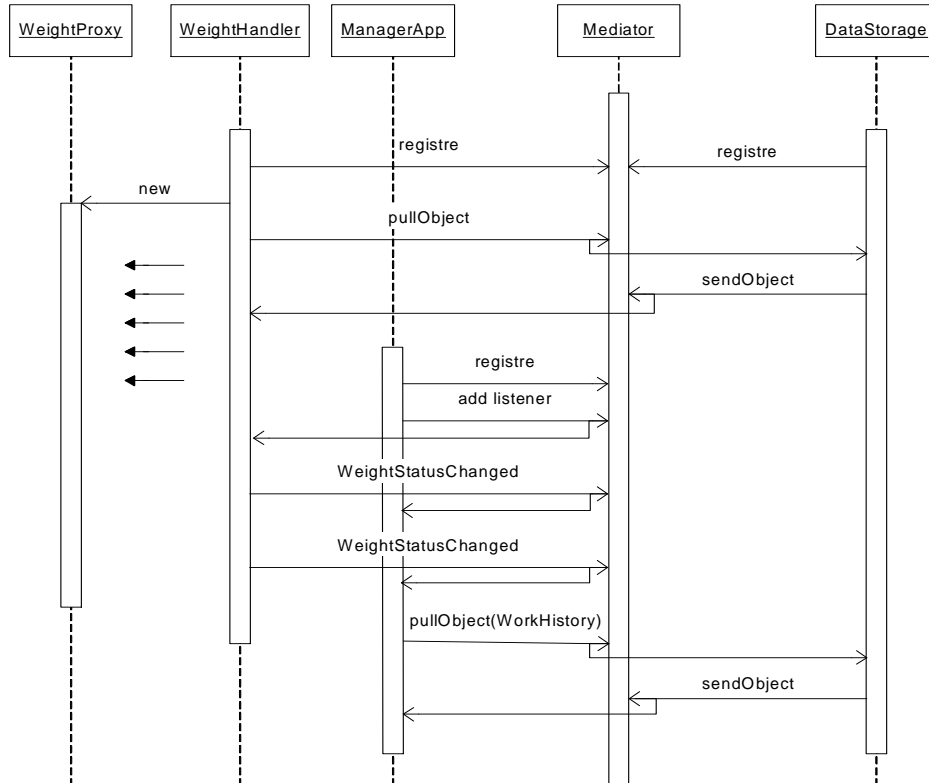 WeightProxy
WeightHandler
ManagerApp
Mediator
DataStorage
registre
registre
new
pullObject
sendObject
registre
add listener
WeightStatusChanged
WeightStatusChanged
pullObject(WorkHistory)
sendObject